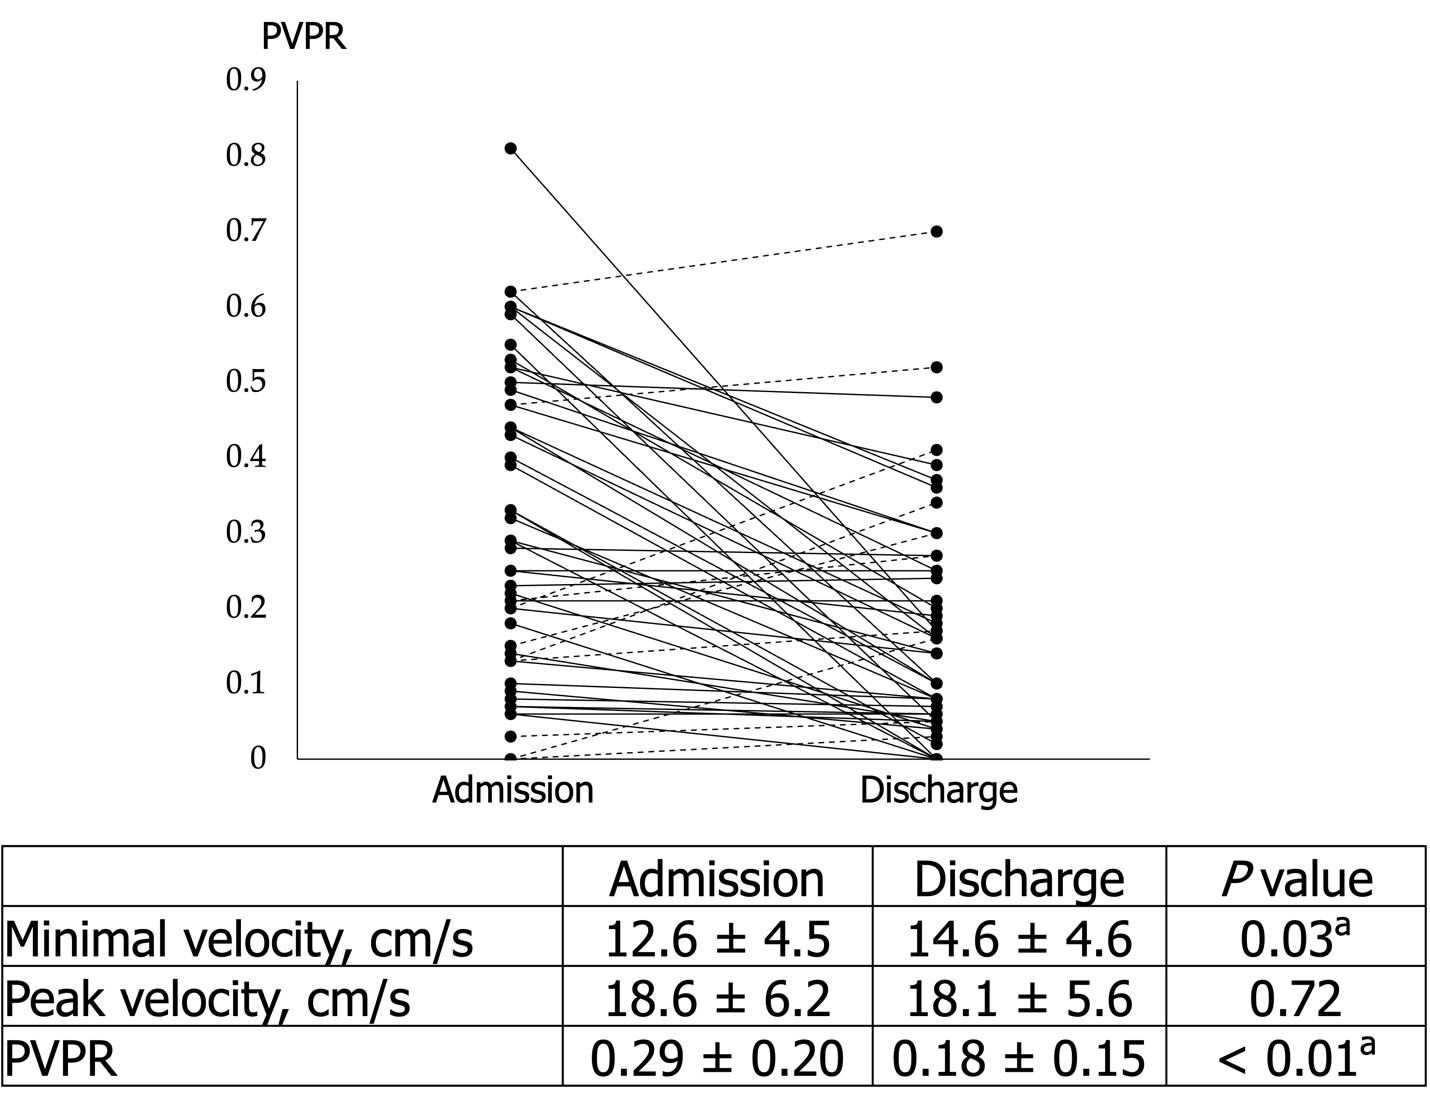 PVPR
0.9
0.8
0.7
0.6
0.5
0.4
0.3
0.2
0.1
0
Admission Discharge
Admission Discharge P value
Minimal velocity, cm/s 12.6 ± 4.5 14.6 ± 4.6 0.03ᵃ
Peak velocity, cm/s 18.6 ± 6.2 18.1 ± 5.6 0.72
PVPR 0.29 ± 0.20 0.18 ± 0.15 < 0.01ᵃ